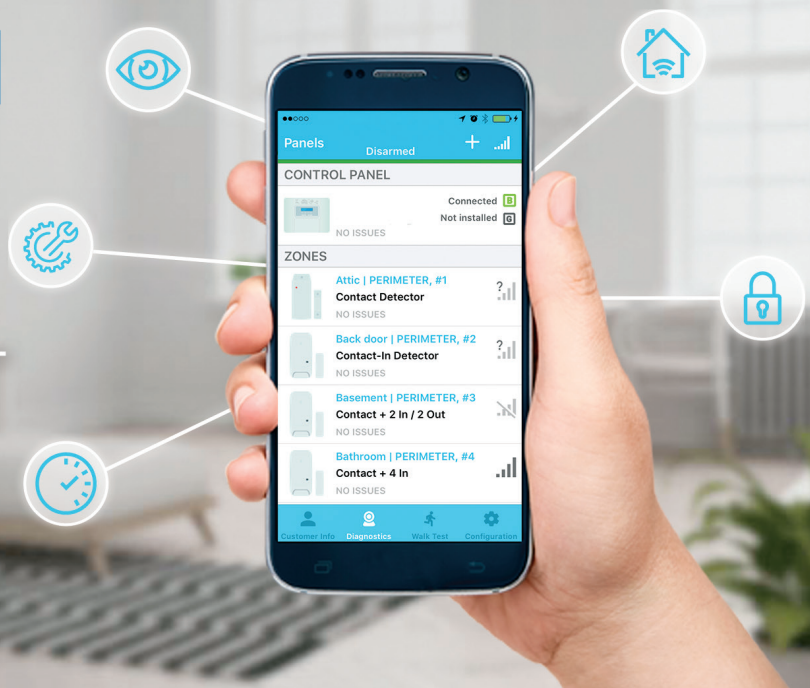 Panels
Disarmed
CONTROL PANEL
Connected B
Not installed G
NO ISSUES
ZONES
Attic | PERIMETER, #1
?
Contact Detector
NO ISSUES
Back door | PERIMETER, #2
?
Contact-In Detector
NO ISSUES
Basement | PERIMETER, #3
Contact + 2 In / 2 Out
NO ISSUES
Bathroom | PERIMETER, #4
Contact + 4 In
NO ISSUES
Customer Info Diagnostics Walk Test Configuration